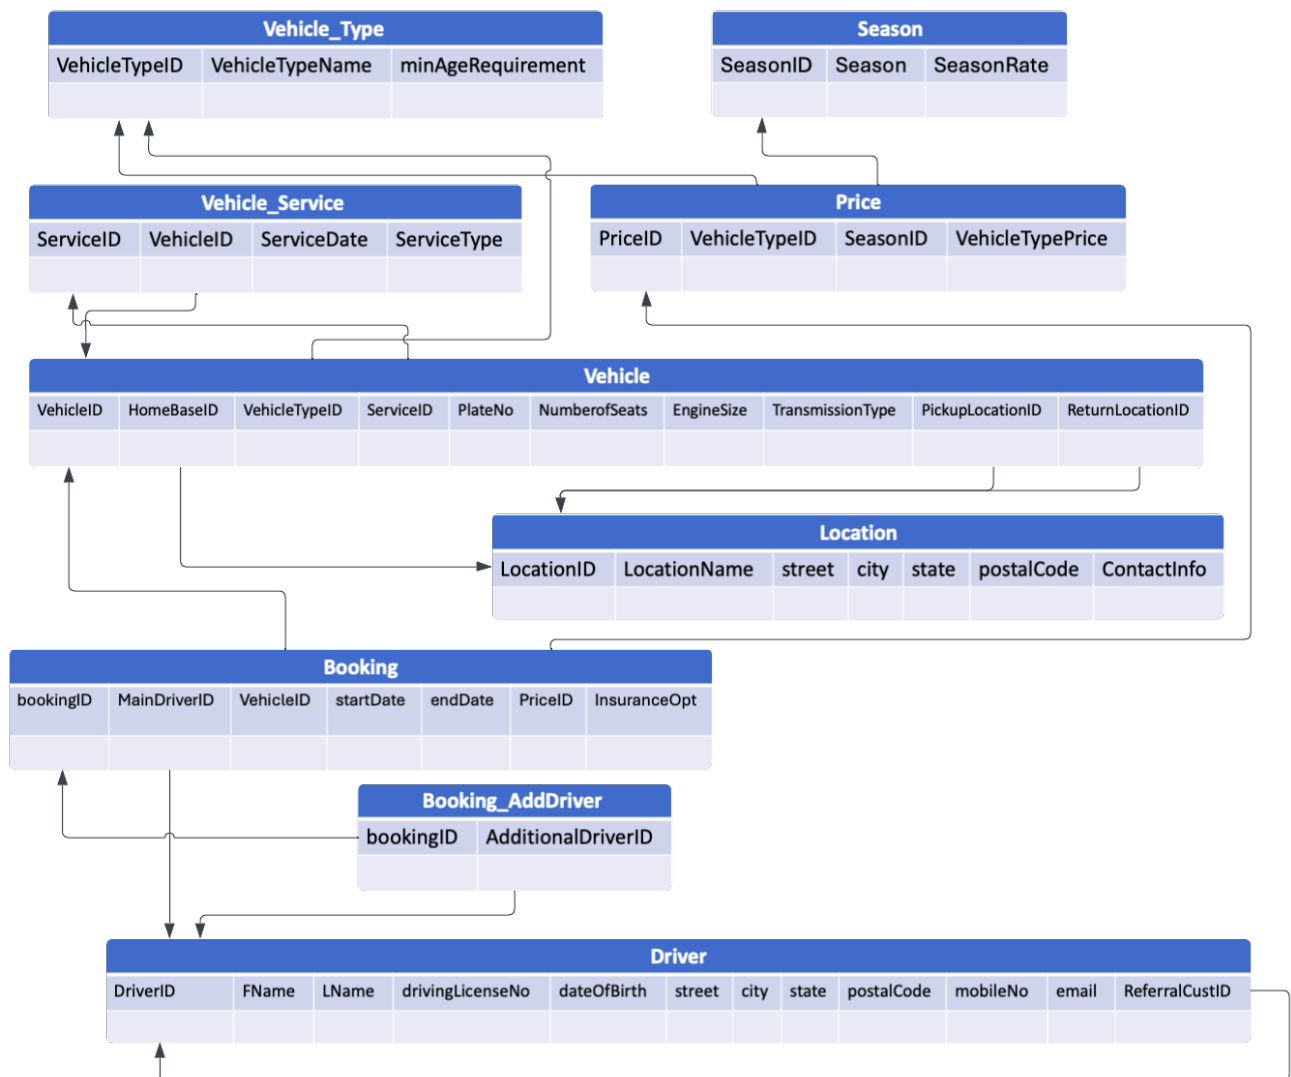 Vehicle_Type
VehicleTypeID VehicleTypeName minAgeRequirement
Season
SeasonID Season SeasonRate
Vehicle_Service
ServiceID VehicleID ServiceDate ServiceType
Price
PriceID VehicleTypeID SeasonID VehicleTypePrice
Vehicle
VehicleID HomeBaseID VehicleTypeID ServiceID PlateNo NumberofSeats EngineSize TransmissionType PickupLocationID ReturnLocationID
Location
LocationID LocationName street city state postalCode ContactInfo
Booking
bookingID MainDriverID VehicleID startDate endDate PriceID InsuranceOpt
Booking_AddDriver
bookingID AdditionalDriverID
Driver
DriverID FName LName drivingLicenseNo dateOfBirth street city state postalCode mobileNo email ReferralCustID